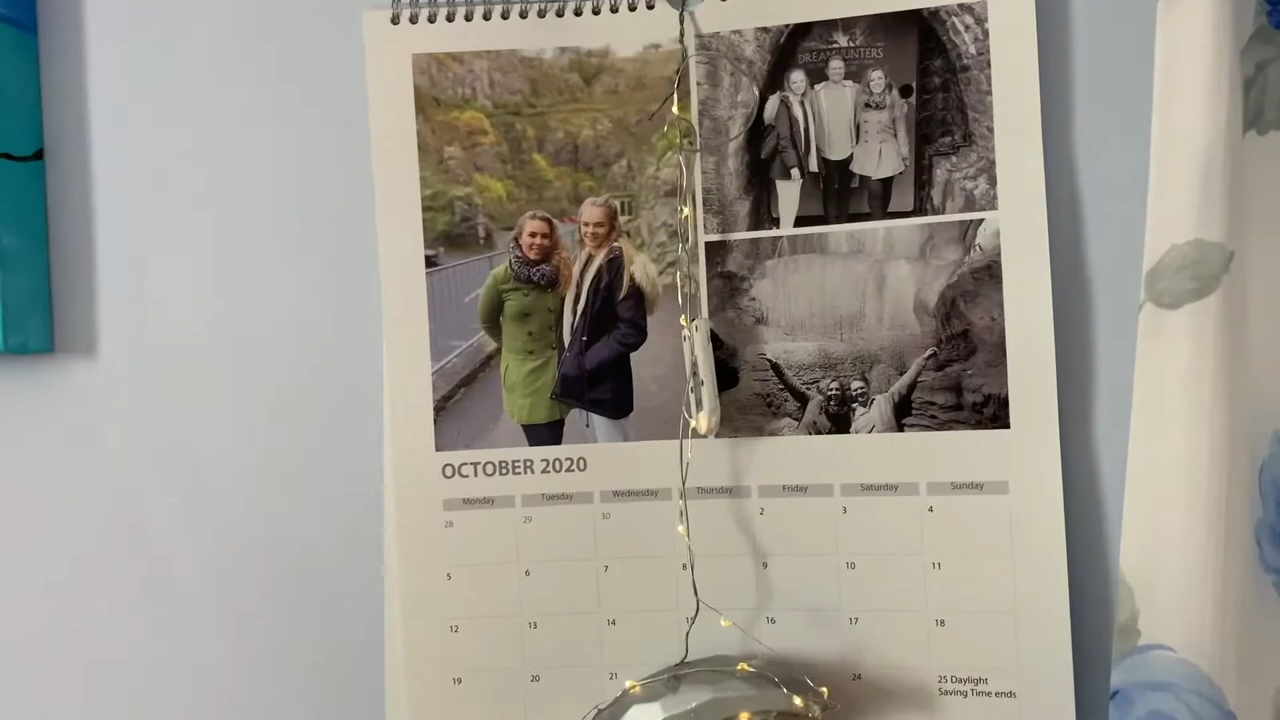 DREAMHUNTERS
OCTOBER 2020
Monday Tuesday Wednesday Thursday Friday Saturday Sunday
28 29 30 2 3 4
5 6 7 8 9 10 11
12 13 14 15 16 17 18
19 20 21 24 25 Daylight
Saving Time ends